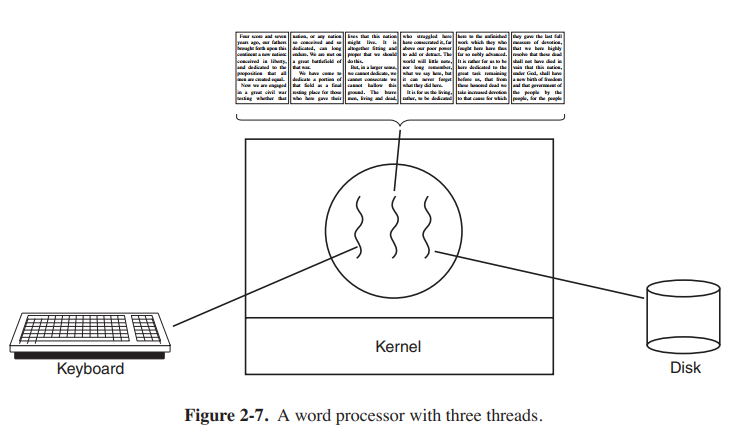 Four score and seven
years ago, our fathers
brought forth upon this
continent a new nation:
conceived in liberty,
and dedicated to the
proposition that all
men are created equal.
Now we are engaged
in a great civil war
testing whether that
nation, or any nation
so conceived and so
dedicated, can long
endure. We are met on
a great battlefield of
that war.
We have come to
dedicate a portion of
that field as a final
resting place for those
who here gave their
lives that this nation
might live. It is
altogether fitting and
proper that we should
do this.
But, in a larger sense,
we cannot dedicate, we
cannot consecrate we
cannot hallow this
ground. The brave
men, living and dead,
who struggled here
have consecrated it, far
above our poor power
to add or detract. The
world will little note,
nor long remember,
what we say here, but
it can never forget
what they did here.
It is for us the living,
rather, to be dedicated
here to the unfinished
work which they who
fought here have thus
far so nobly advanced.
It is rather for us to be
here dedicated to the
great task remaining
before us, that from
these honored dead we
take increased devotion
to that cause for which
they gave the last full
measure of devotion,
that we here highly
resolve that these dead
shall not have died in
vain that this nation,
under God, shall have
a new birth of freedom
and that government of
the people by the
people, for the people
Kernel
Keyboard
Disk
Figure 2-7. A word processor with three threads.